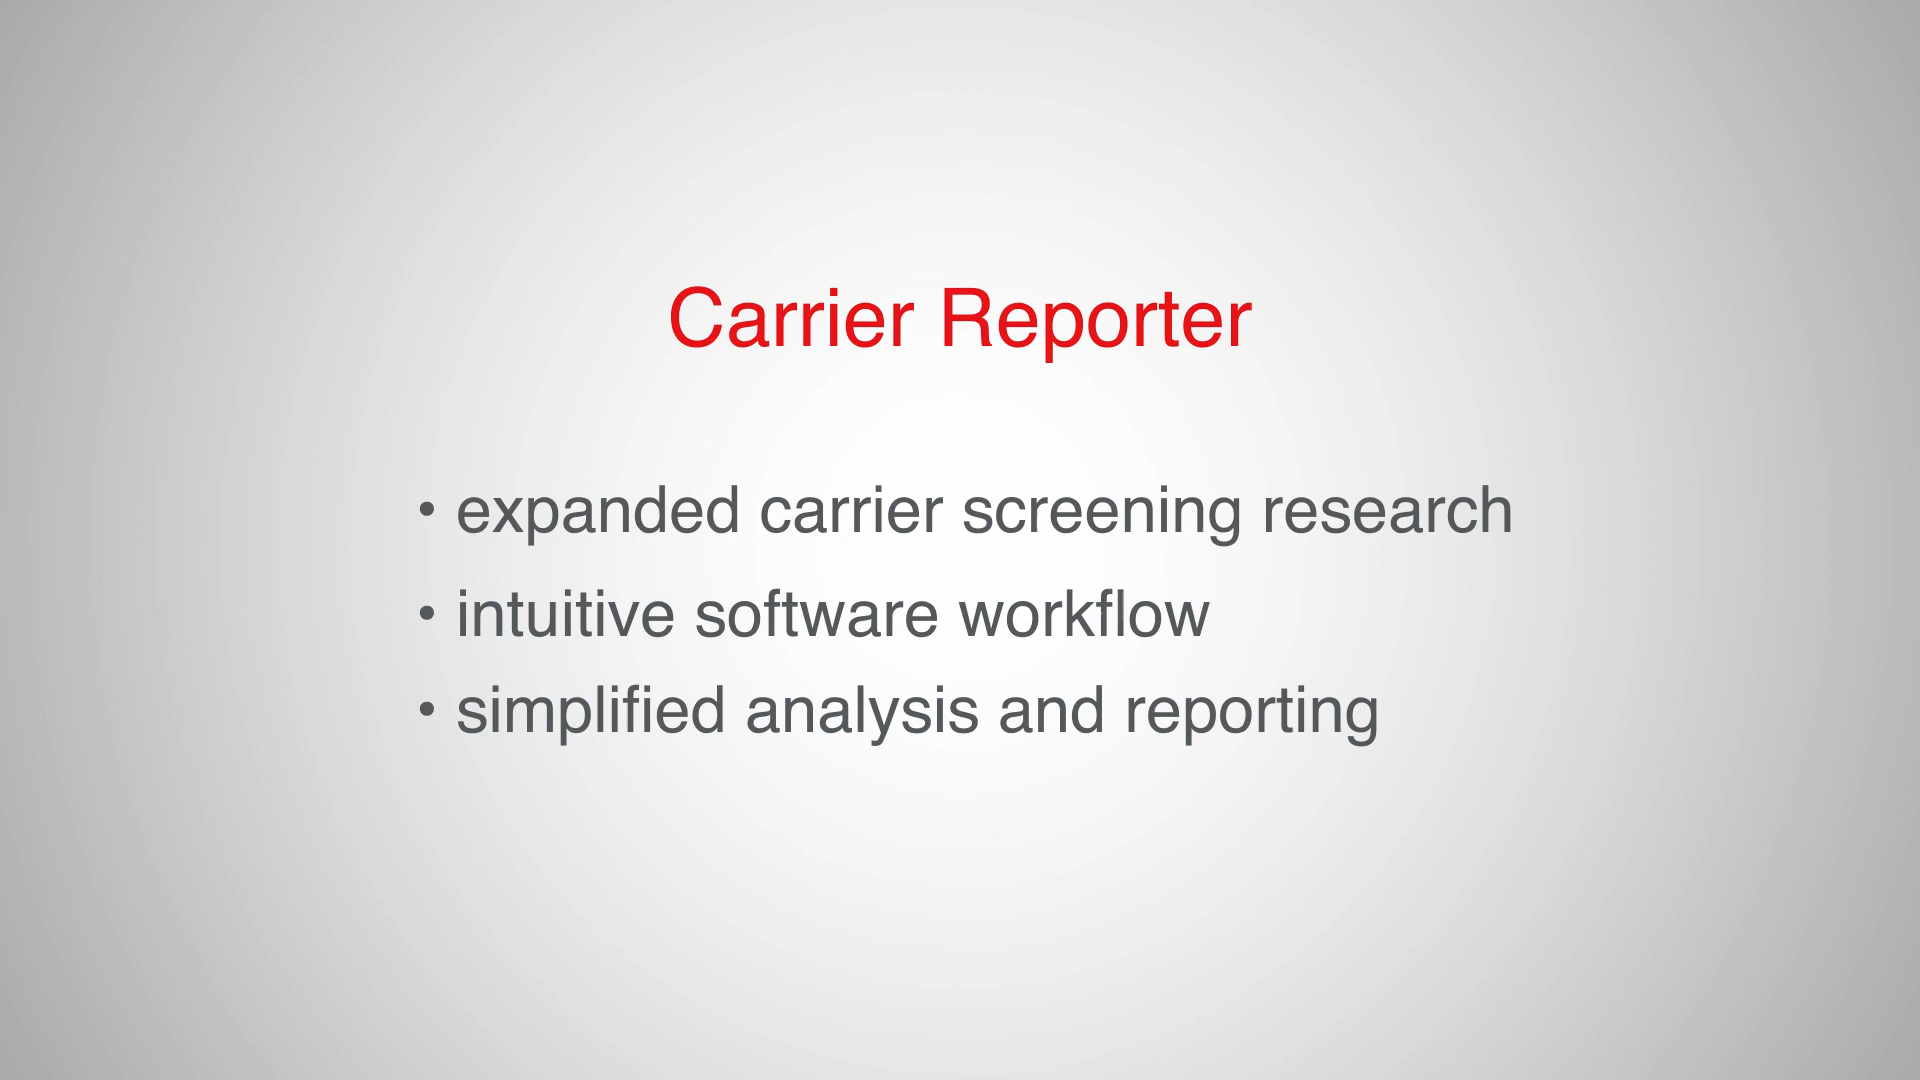 Carrier Reporter
• expanded carrier screening research
• intuitive software workflow
• simplified analysis and reporting